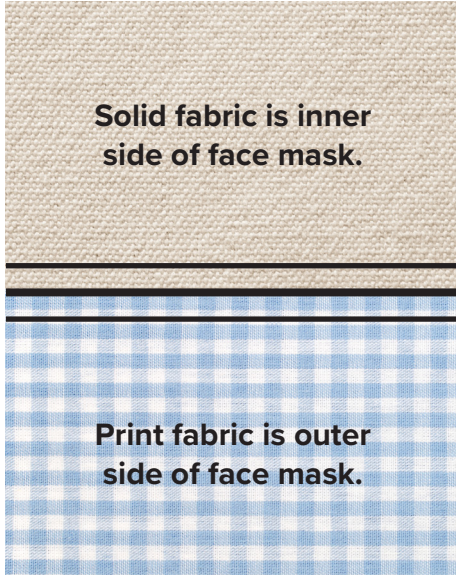 Solid fabric is inner
side of face mask.
Print fabric is outer
side of face mask.